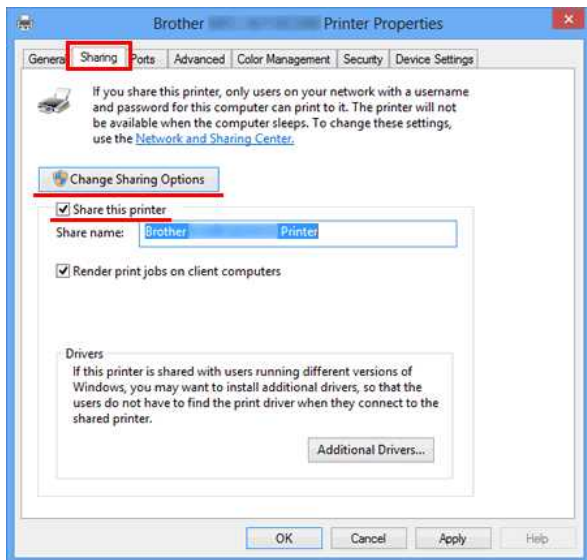 Brother Printer Properties
General Sharing Ports Advanced Color Management Security Device Settings
If you share this printer, only users on your network with a username
and password for this computer can print to it. The printer will not
be available when the computer sleeps. To change these settings,
use the Network and Sharing Center.
Change Sharing Options
Share this printer
Share name: Brother Printer
Render print jobs on client computers
Drivers
If this printer is shared with users running different versions of
Windows, you may want to install additional drivers, so that the
users do not have to find the print driver when they connect to the
shared printer.
Additional Drivers...
OK Cancel Apply Help